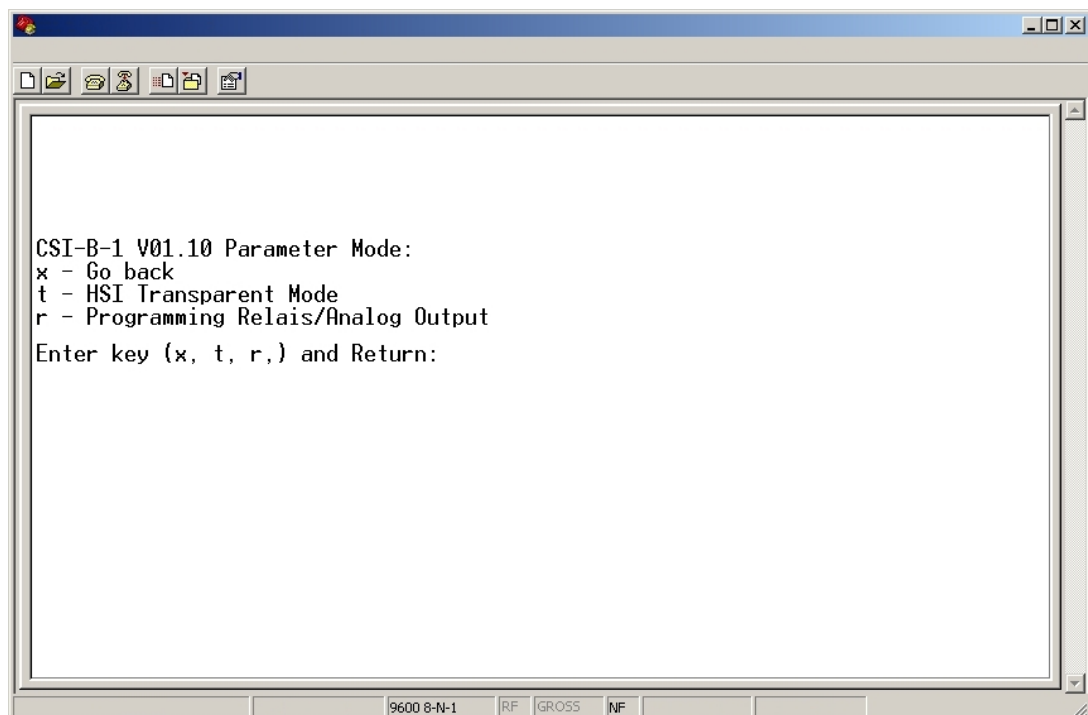 CSI-B-1 V01.10 Parameter Mode:
x - Go back
t - HSI Transparent Mode
r - Programming Relais/Analog Output
Enter key (x, t, r,) and Return:
9600 8-N-1 RF GROSS NF